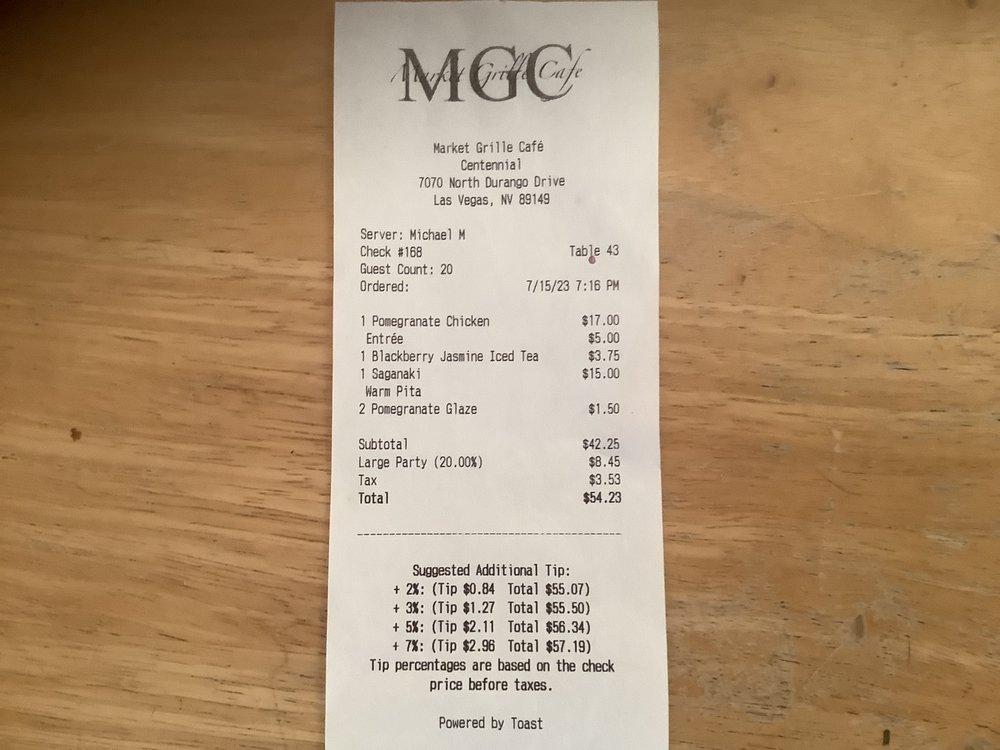 MGC
Market Grille Cafe
Market Grille Café
Centennial
7070 North Durango Drive
Las Vegas, NV 89149
Server: Michael M
Check #168 Table 43
Guest Count: 20
Ordered: 7/15/23 7:16 PM
1 Pomegranate Chicken $17.00
Entrée $5.00
1 Blackberry Jasmine Iced Tea $3.75
1 Saganaki $15.00
Warm Pita
2 Pomegranate Glaze $1.50
Subtotal $42.25
Large Party (20.00%) $8.45
Tax $3.53
Total $54.23
Suggested Additional Tip:
+ 2%: (Tip $0.84 Total $55.07)
+ 3%: (Tip $1.27 Total $55.50)
+ 5%: (Tip $2.11 Total $56.34)
+ 7%: (Tip $2.96 Total $57.19)
Tip percentages are based on the check
price before taxes.
Powered by Toast